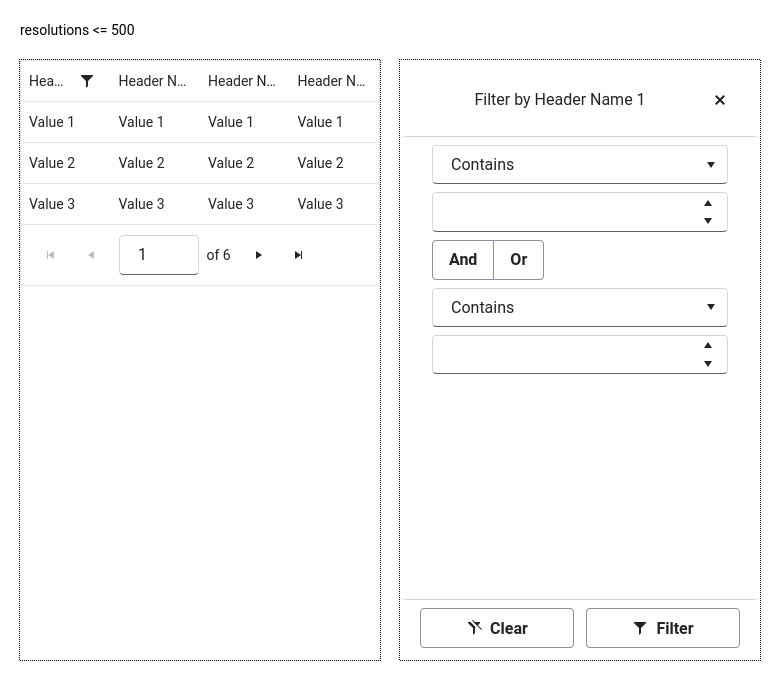 resolutions <= 500
Hea... Header N... Header N... Header N...
Value 1 Value 1 Value 1 Value 1
Value 2 Value 2 Value 2 Value 2
Value 3 Value 3 Value 3 Value 3
1 of 6
Filter by Header Name 1
Contains
And Or
Contains
Clear Filter